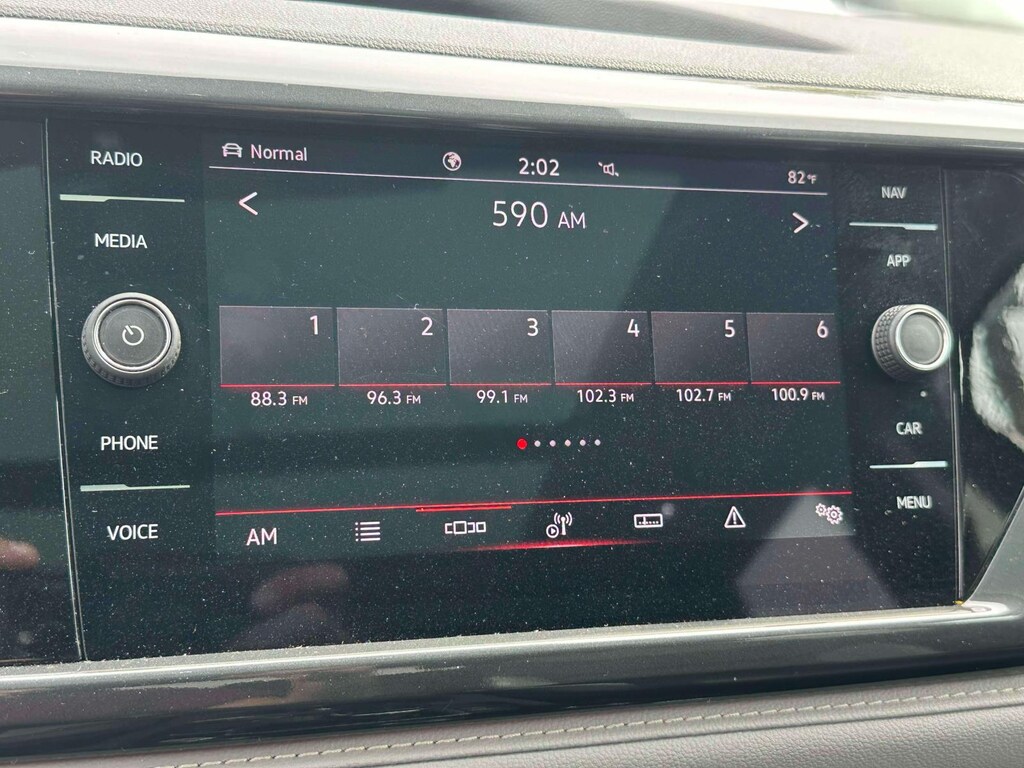 RADIO
MEDIA
PHONE
VOICE
Normal
2:02
82°F
590 AM
1 2 3 4 5 6
88.3 FM 96.3 FM 99.1 FM 102.3 FM 102.7 FM 100.9 FM
AM
NAV
APP
CAR
MENU